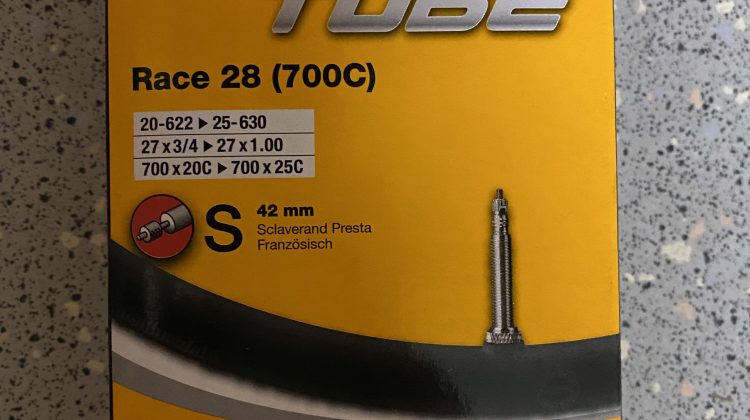 TUBE
Race 28 (700C)
20-622 ▶ 25-630
27 x 3/4 ▶ 27 x 1.00
700 x 20C ▶ 700 x 25C
S
42 mm
Sclaverand Presta
Französisch